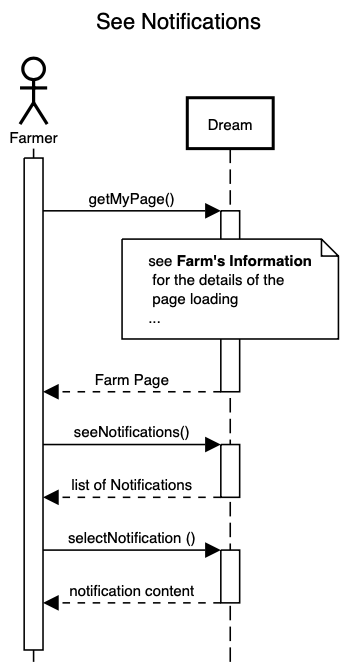 See Notifications
Farmer
Dream
getMyPage()
see Farm's Information
for the details of the
page loading
...
Farm Page
seeNotifications()
list of Notifications
selectNotification ()
notification content